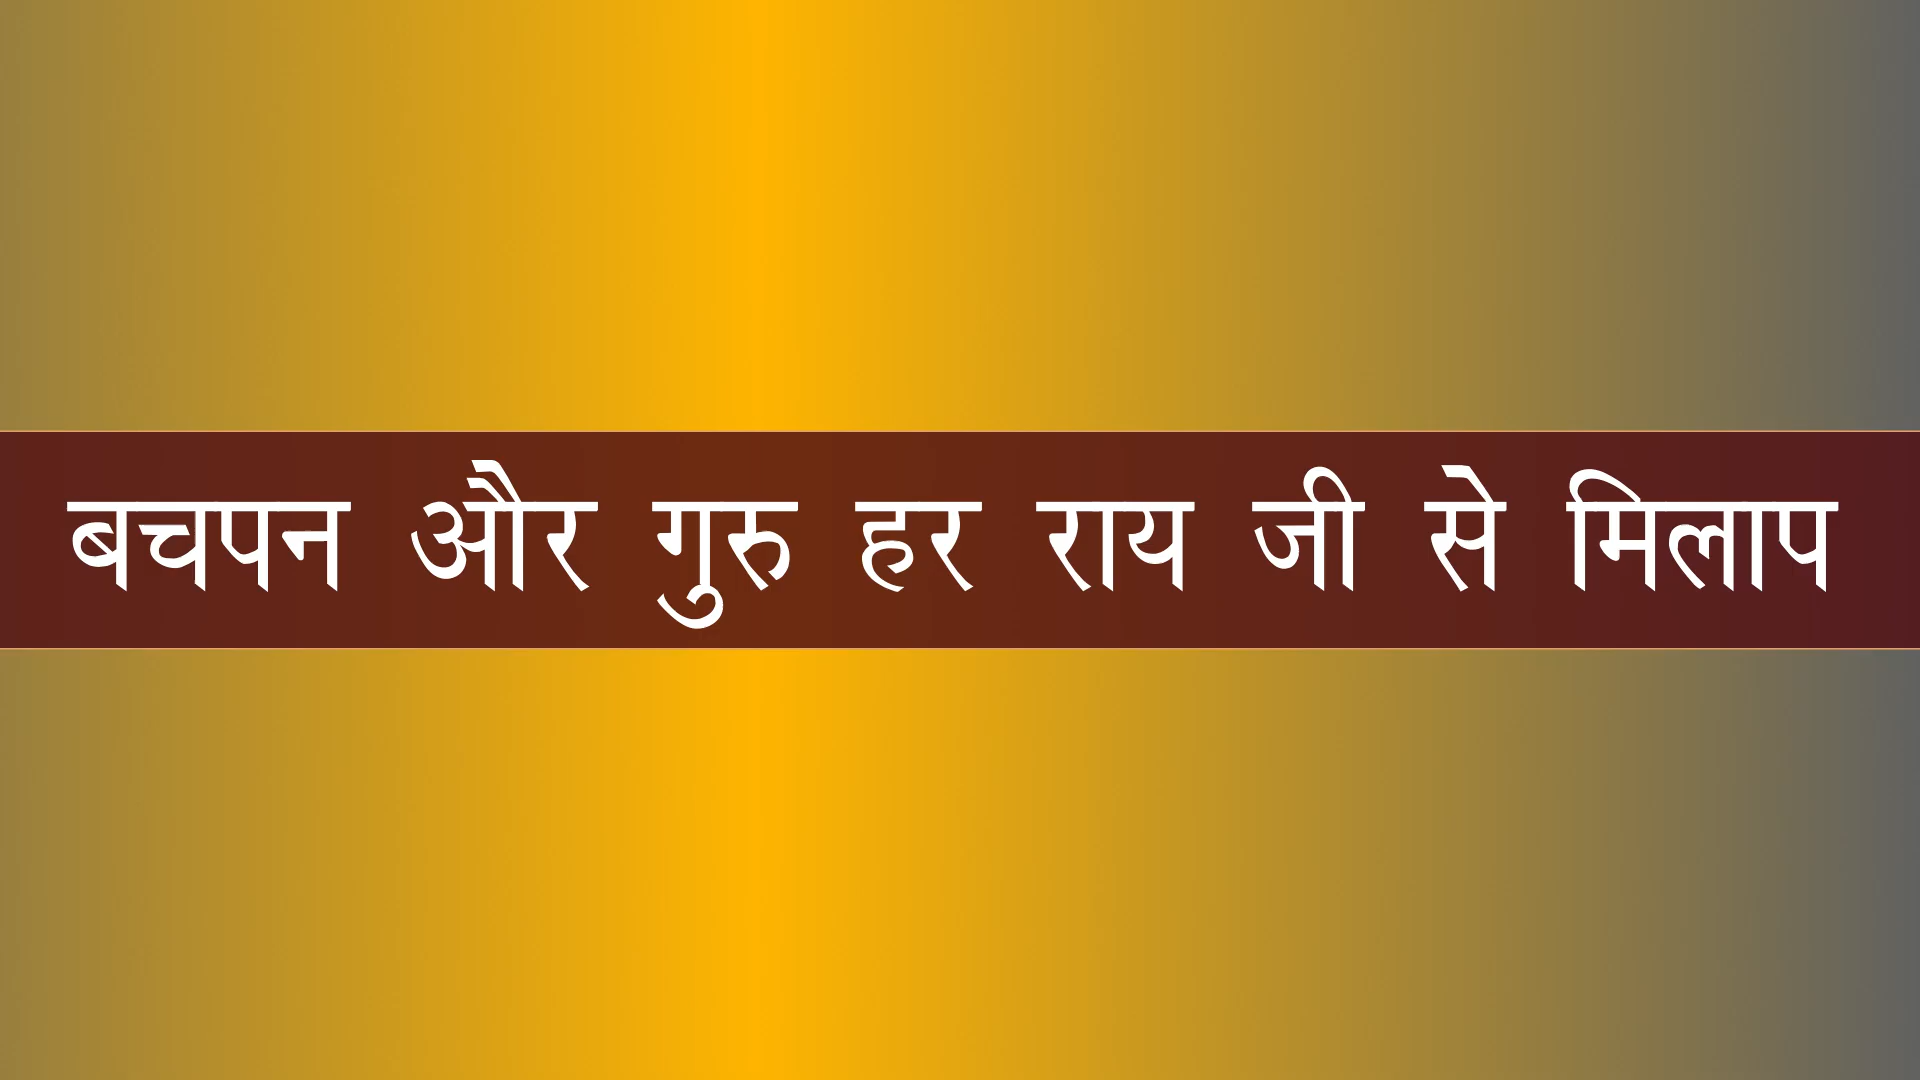 बचपन और गुरु हर राय जी से मिलाप